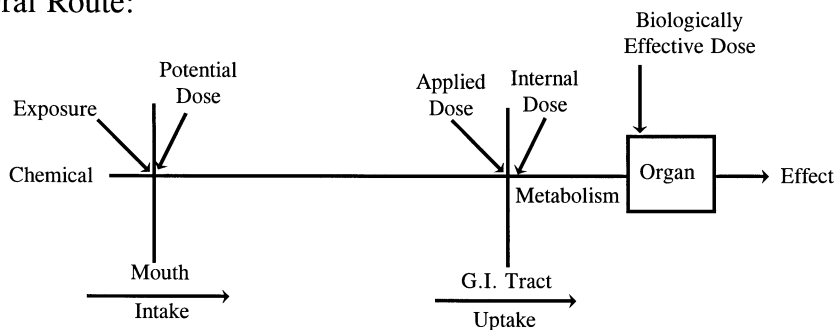 Route:
Biologically
Effective Dose
Potential
Dose
Applied
Dose
Internal
Dose
Exposure
Chemical
Organ
Effect
Metabolism
Mouth
Intake
G.I. Tract
Uptake